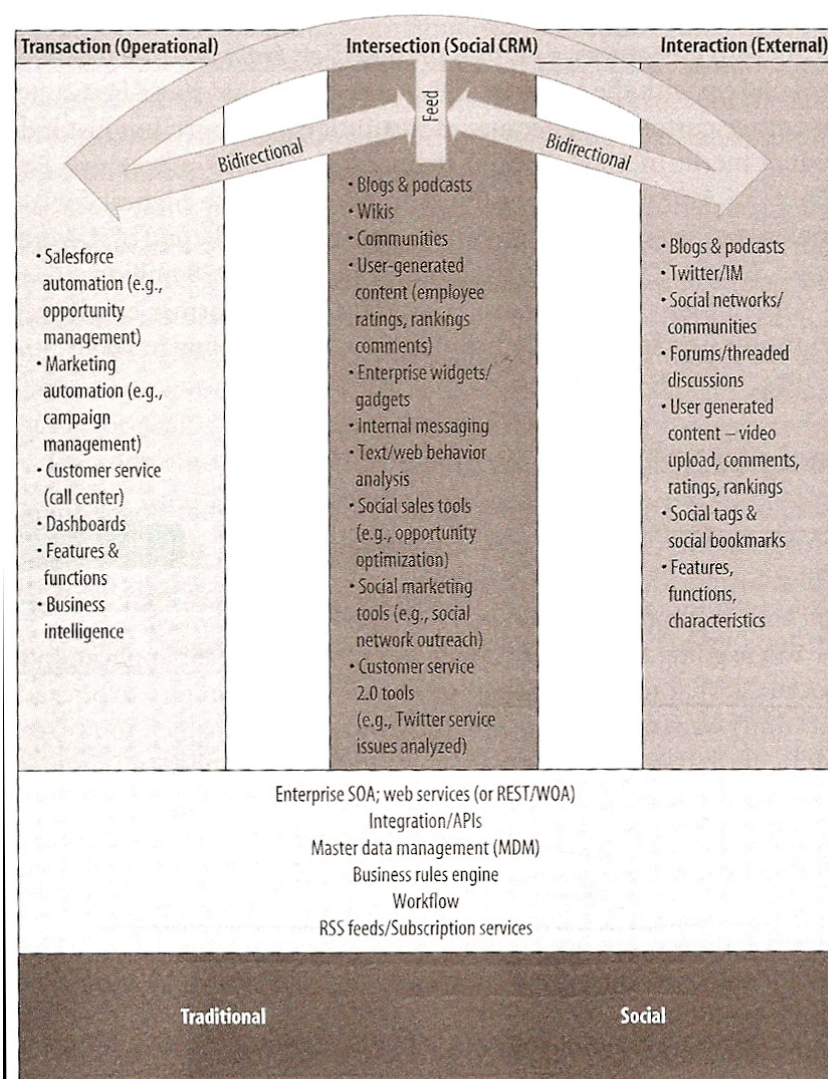 Transaction (Operational)
Intersection (Social CRM)
Interaction (External)
Feed
Bidirectional
Bidirectional
• Salesforce
automation (e.g.,
opportunity
management)
• Marketing
automation (e.g.,
campaign
management)
• Customer service
(call center)
• Dashboards
• Features &
functions
• Business
intelligence
• Blogs & podcasts
• Wikis
• Communities
• User-generated
content (employee
ratings, rankings
comments)
• Enterprise widgets/
gadgets
• Internal messaging
• Text/web behavior
analysis
• Social sales tools
(e.g., opportunity
optimization)
• Social marketing
tools (e.g., social
network outreach)
• Customer service
2.0 tools
(e.g., Twitter service
issues analyzed)
• Blogs & podcasts
• Twitter/IM
• Social networks/
communities
• Forums/threaded
discussions
• User generated
content – video
upload, comments,
ratings, rankings
• Social tags &
social bookmarks
• Features,
functions,
characteristics
Enterprise SOA; web services (or REST/WOA)
Integration/APIs
Master data management (MDM)
Business rules engine
Workflow
RSS feeds/Subscription services
Traditional
Social